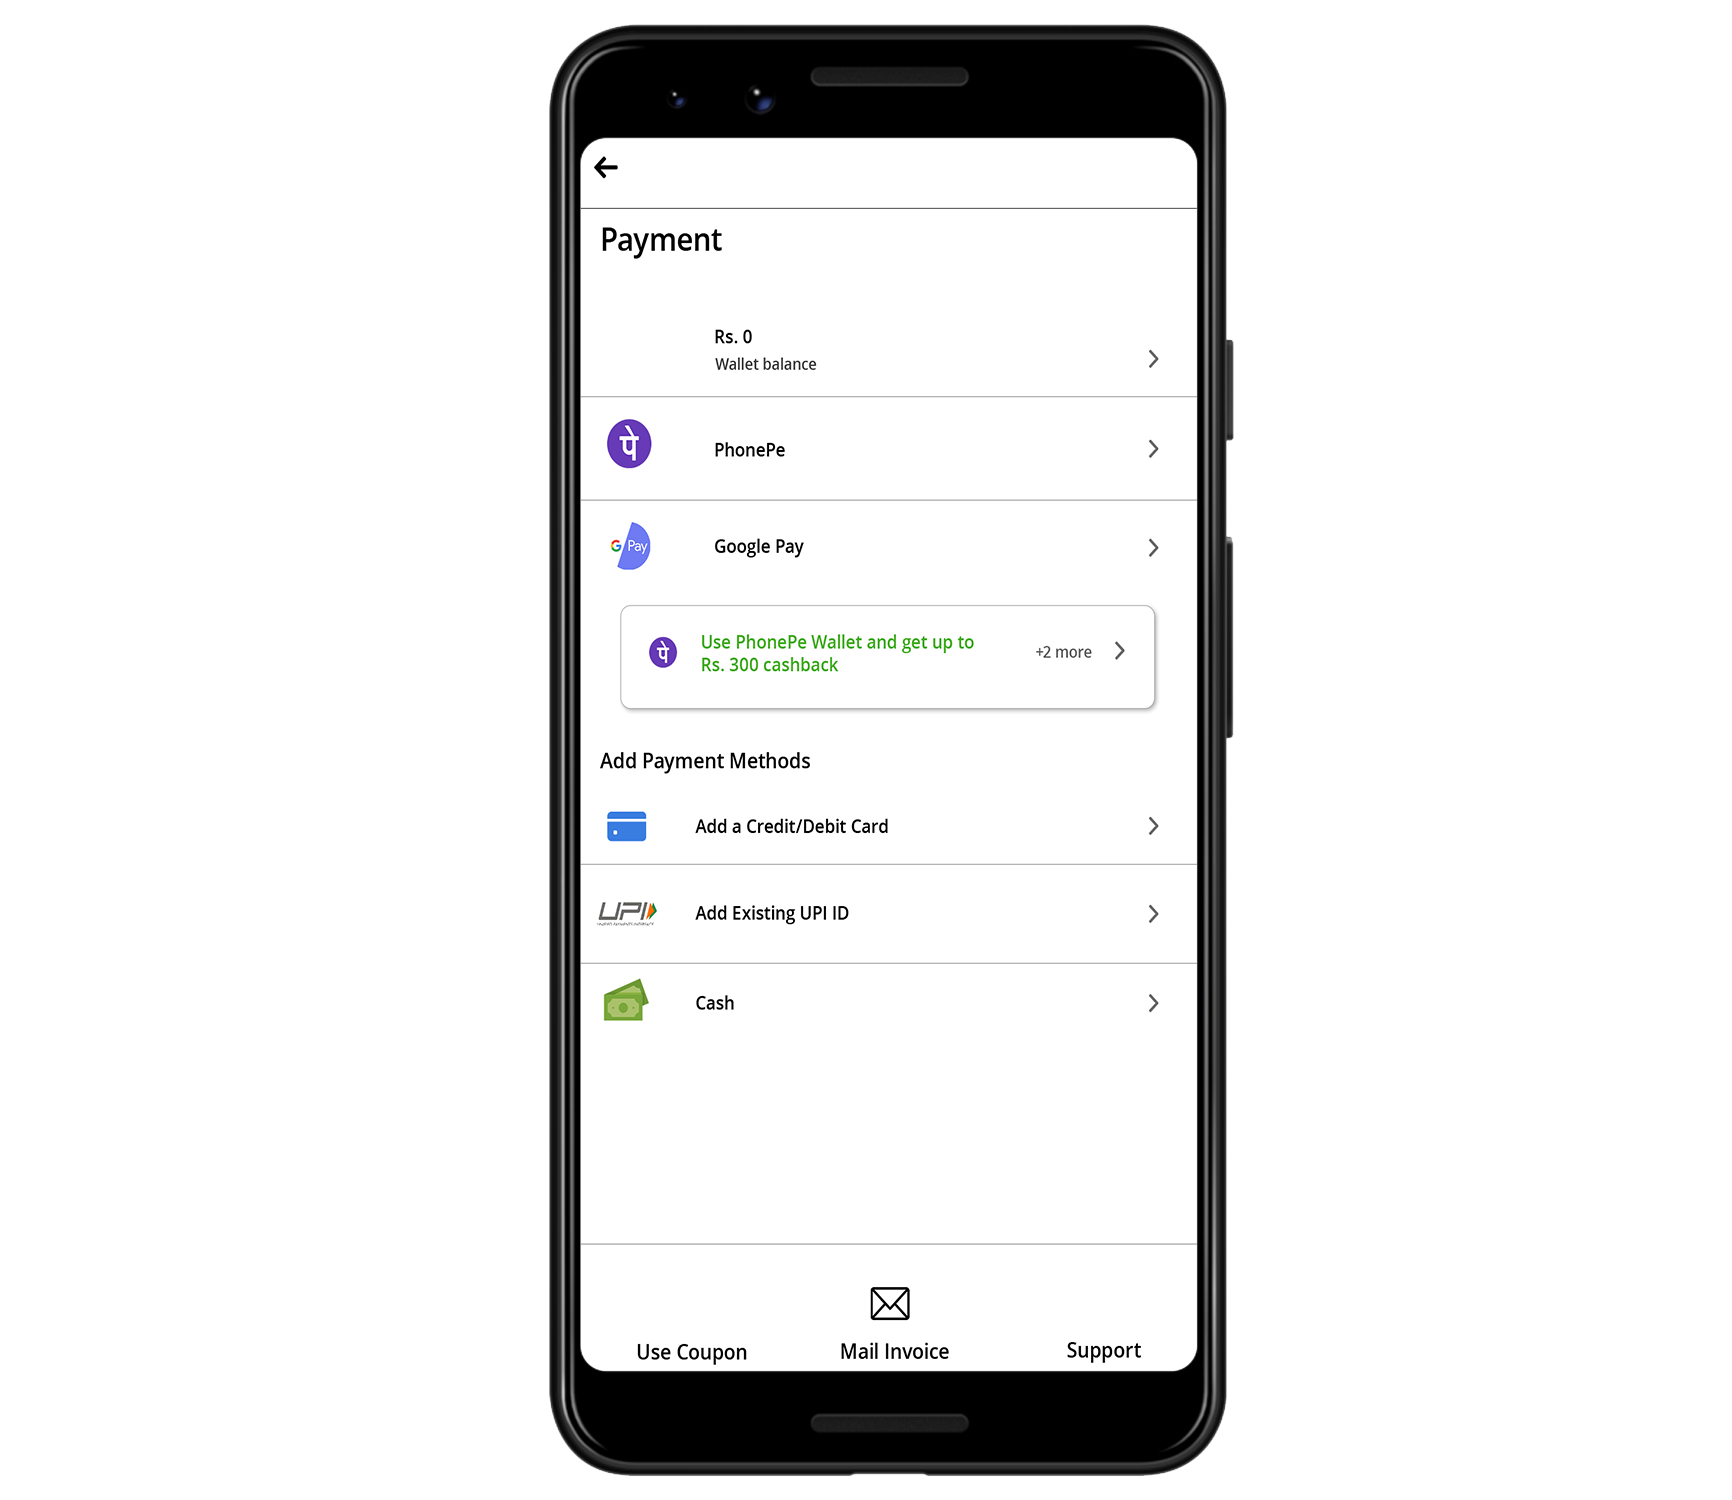 Payment
Rs. 0
Wallet balance
पे
PhonePe
G Pay
Google Pay
पे
Use PhonePe Wallet and get up to
Rs. 300 cashback
+2 more
Add Payment Methods
Add a Credit/Debit Card
UPI
Add Existing UPI ID
Cash
Use Coupon
Mail Invoice
Support